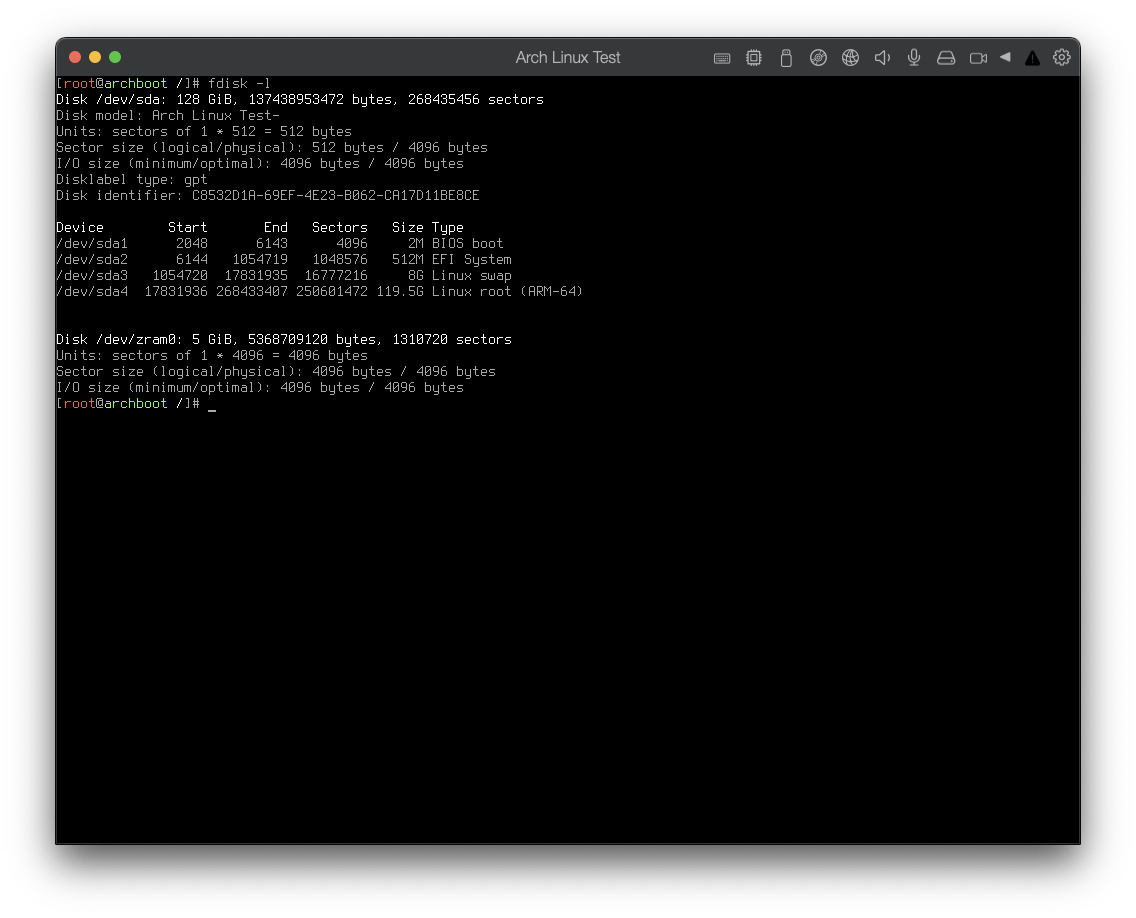 Arch Linux Test
[root@archboot /]# fdisk -l
Disk /dev/sda: 128 GiB, 137438953472 bytes, 268435456 sectors
Disk model: Arch Linux Test-
Units: sectors of 1 * 512 = 512 bytes
Sector size (logical/physical): 512 bytes / 4096 bytes
I/O size (minimum/optimal): 4096 bytes / 4096 bytes
Disklabel type: gpt
Disk identifier: C8532D1A-69EF-4E23-B062-CA17D11BE8CE

Device        Start       End   Sectors   Size Type
/dev/sda1      2048      6143      4096     2M BIOS boot
/dev/sda2      6144   1054719   1048576   512M EFI System
/dev/sda3   1054720  17831935  16777216     8G Linux swap
/dev/sda4  17831936 268433407 250601472 119.5G Linux root (ARM-64)

Disk /dev/zram0: 5 GiB, 5368709120 bytes, 1310720 sectors
Units: sectors of 1 * 4096 = 4096 bytes
Sector size (logical/physical): 4096 bytes / 4096 bytes
I/O size (minimum/optimal): 4096 bytes / 4096 bytes
[root@archboot /]# _